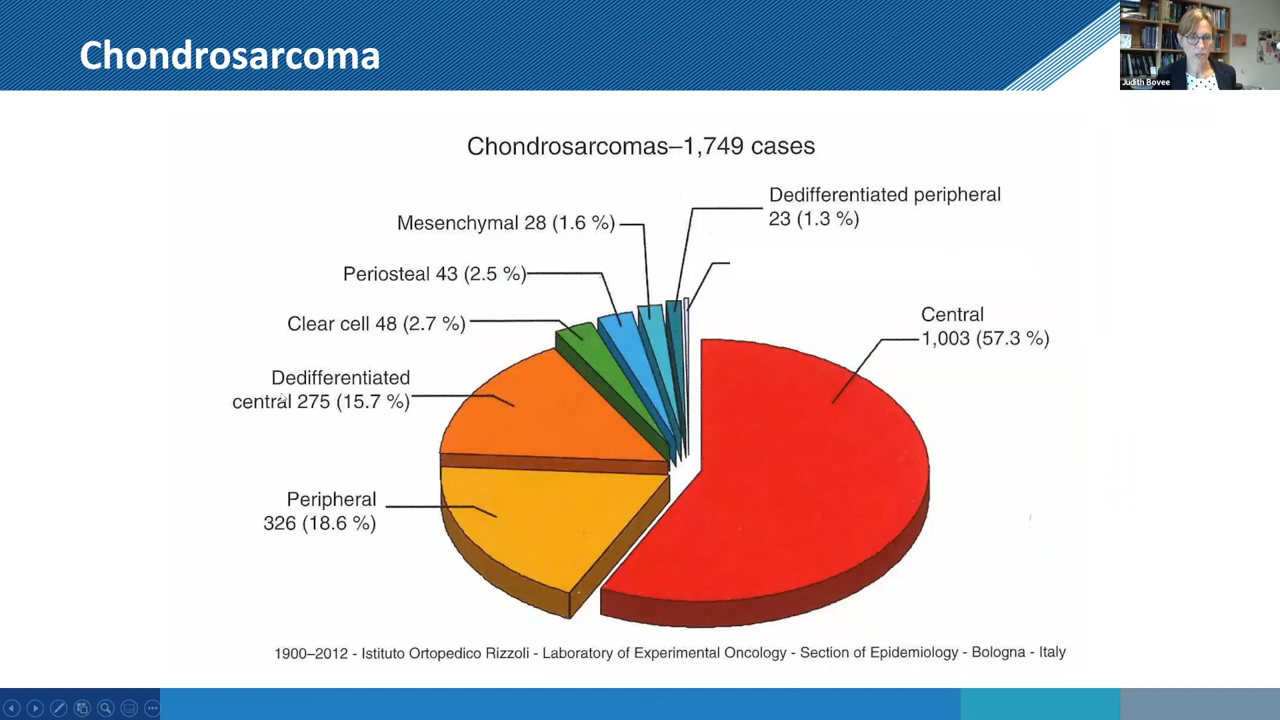 Chondrosarcoma
Judith Bovee
Chondrosarcomas–1,749 cases
Dedifferentiated peripheral
23 (1.3 %)
Mesenchymal 28 (1.6 %)
Periosteal 43 (2.5 %)
Clear cell 48 (2.7 %)
Central
1,003 (57.3 %)
Dedifferentiated
central 275 (15.7 %)
Peripheral
326 (18.6 %)
1900–2012 - Istituto Ortopedico Rizzoli - Laboratory of Experimental Oncology - Section of Epidemiology - Bologna - Italy